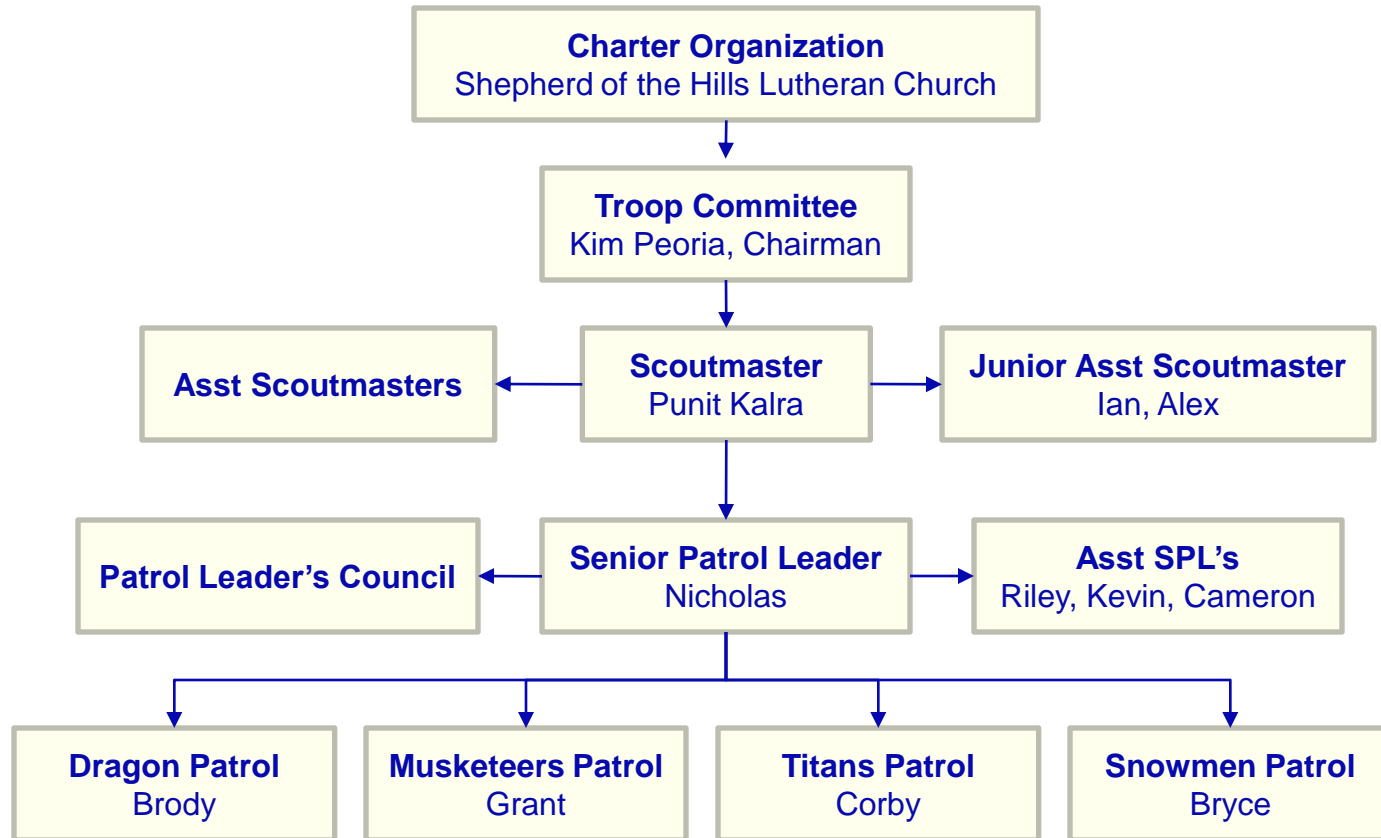 Charter Organization
Shepherd of the Hills Lutheran Church
Troop Committee
Kim Peoria, Chairman
Asst Scoutmasters
Scoutmaster
Punit Kalra
Junior Asst Scoutmaster
Ian, Alex
Patrol Leader’s Council
Senior Patrol Leader
Nicholas
Asst SPL’s
Riley, Kevin, Cameron
Dragon Patrol
Brody
Musketeers Patrol
Grant
Titans Patrol
Corby
Snowmen Patrol
Bryce